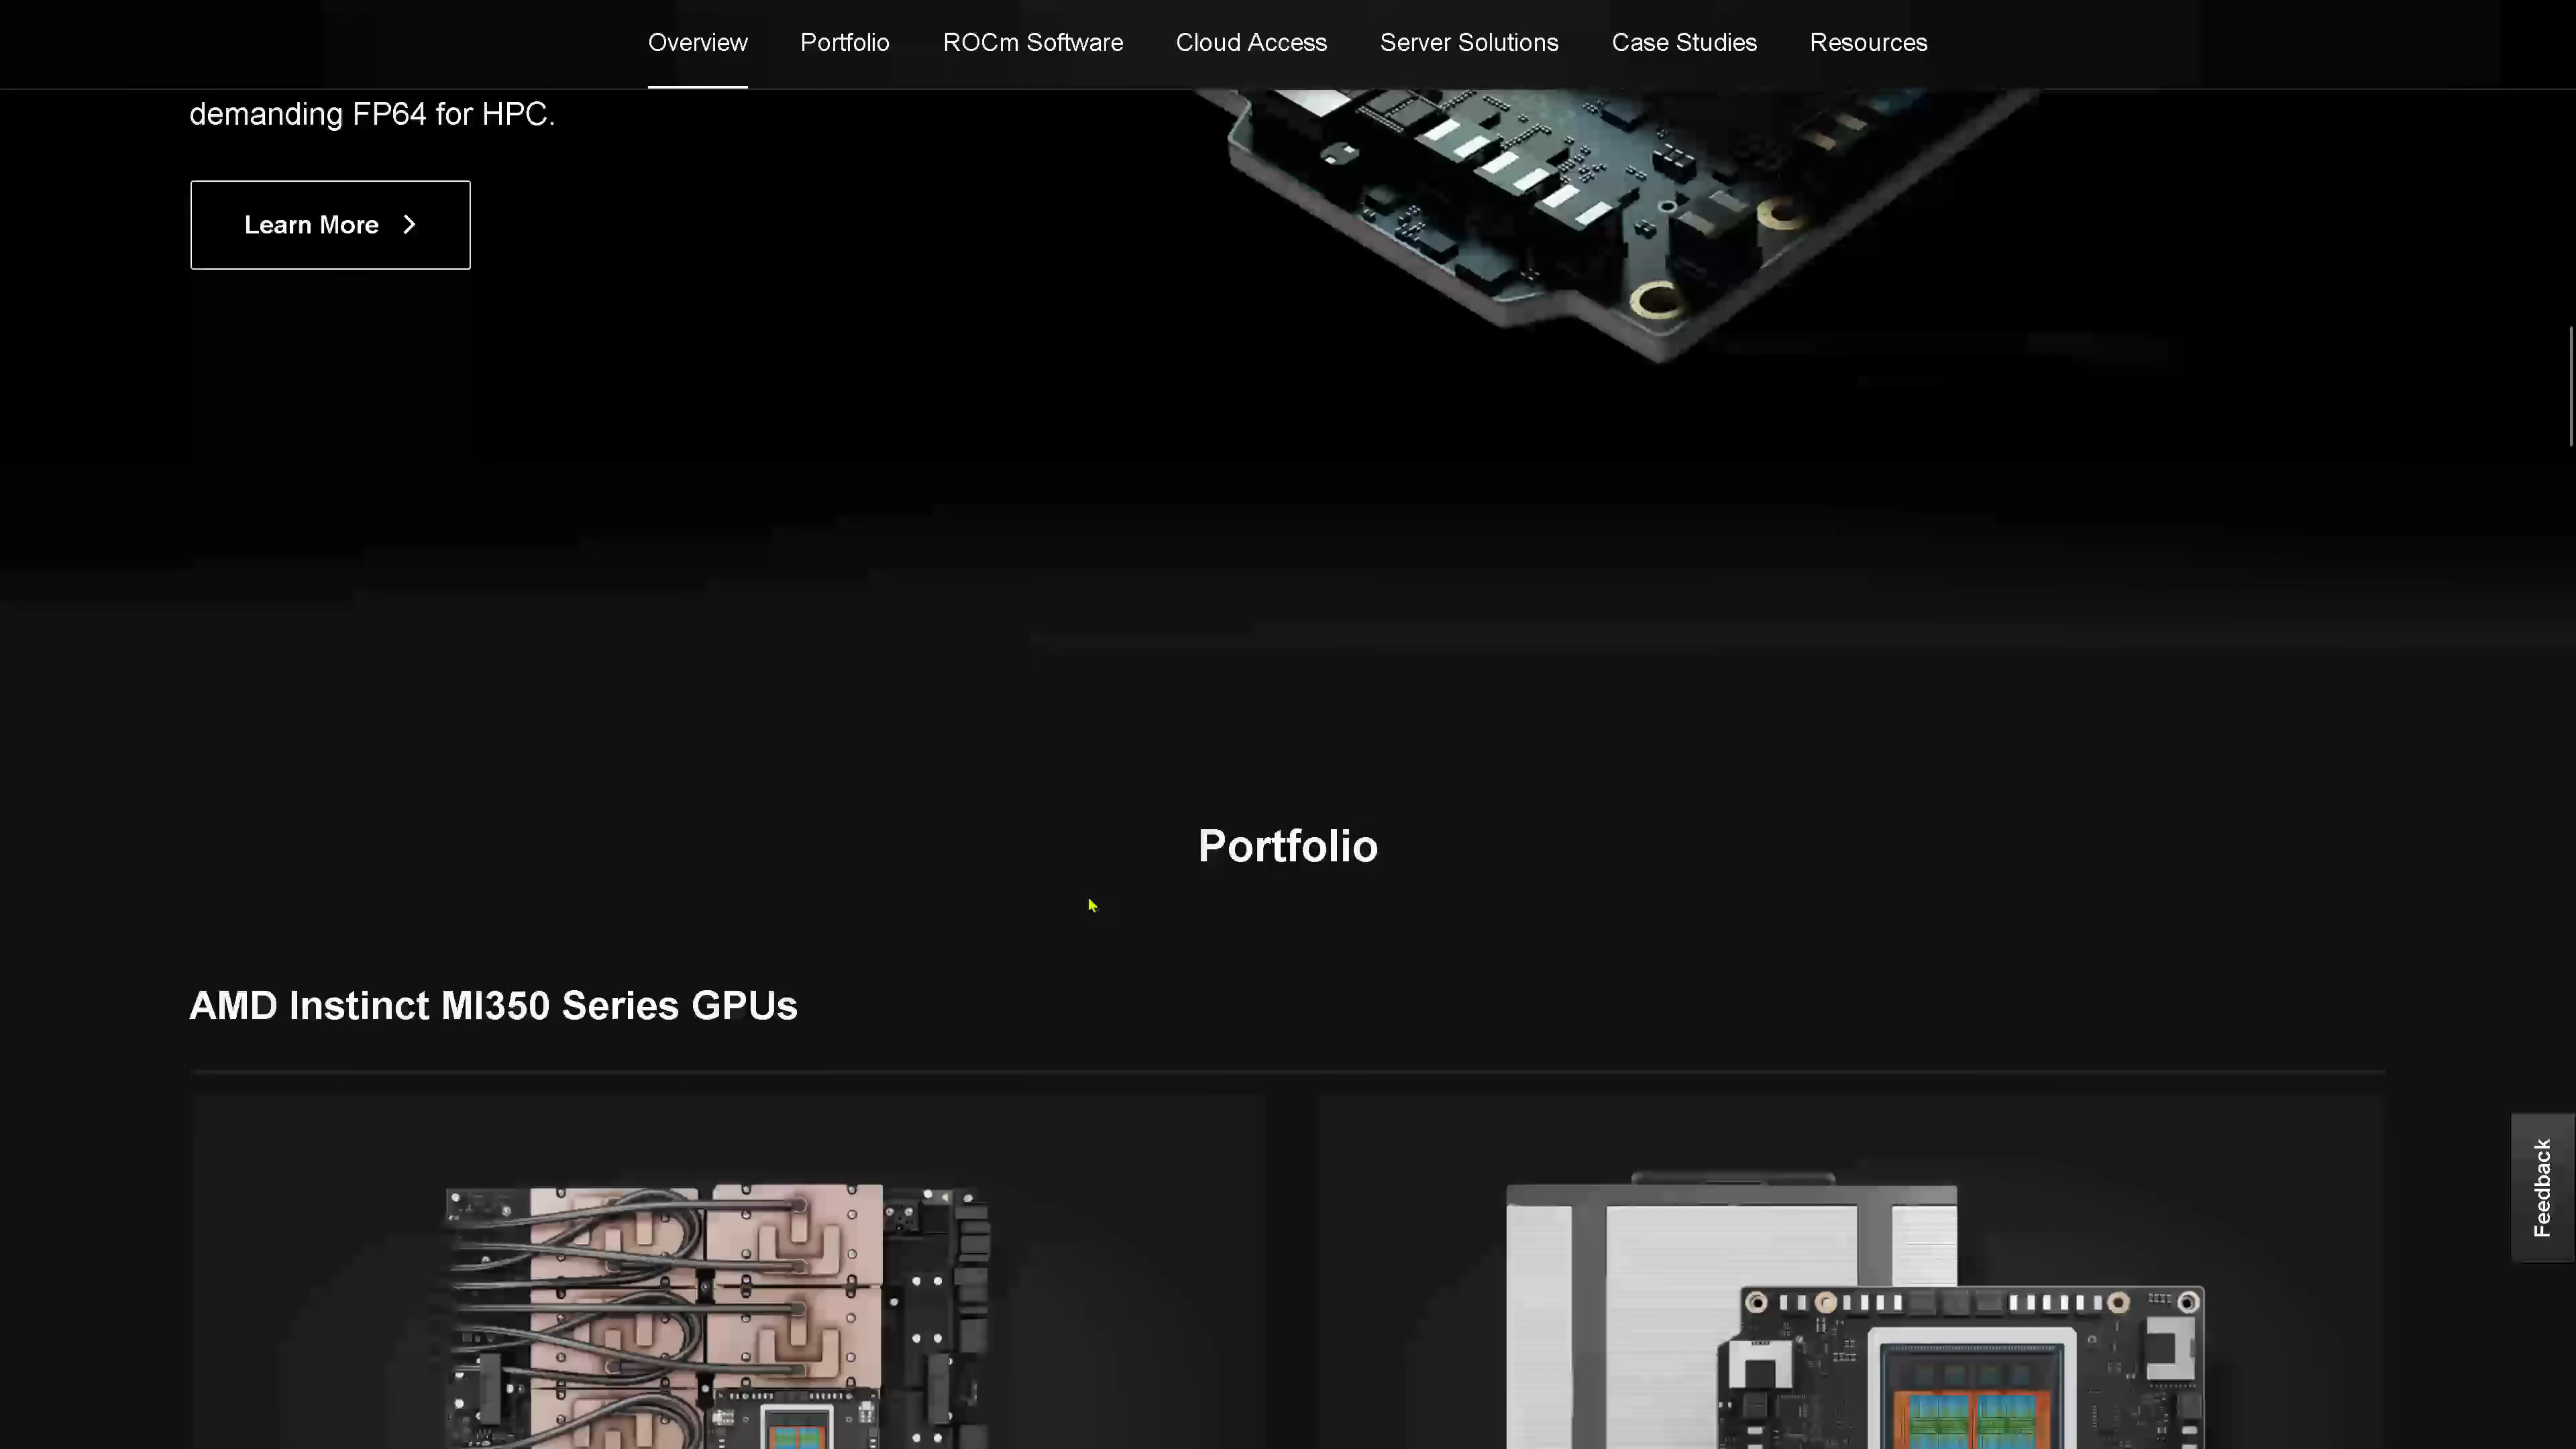 Overview
Portfolio
ROCm Software
Cloud Access
Server Solutions
Case Studies
Resources
demanding FP64 for HPC.
Learn More
Portfolio
AMD Instinct MI350 Series GPUs
Feedback